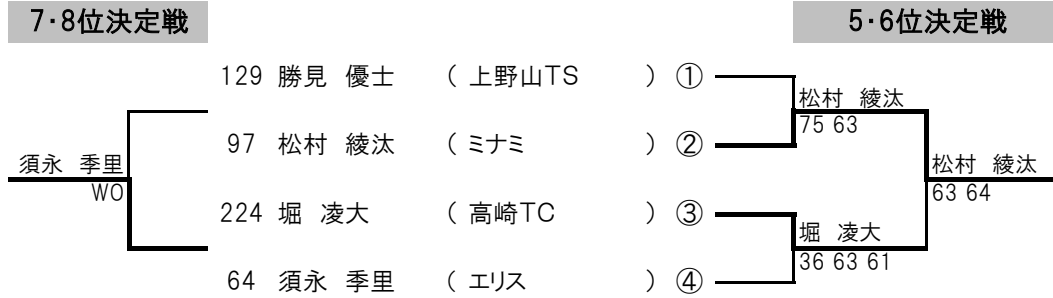 7・8位決定戦
5・6位決定戦
129 勝見 優士 ( 上野山TS ) ①
松村 綾汰
75 63
97 松村 綾汰 ( ミナミ ) ②
須永 季里
WO
松村 綾汰
63 64
224 堀 凌大 ( 高崎TC ) ③
堀 凌大
36 63 61
64 須永 季里 ( エリス ) ④